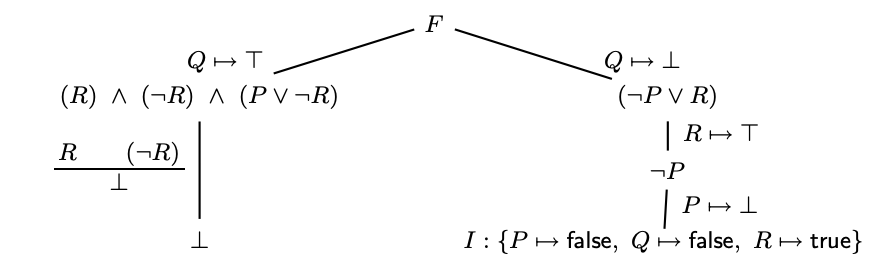 F
Q ↦ ⊤ Q ↦ ⊥
(R) ∧ (¬R) ∧ (P ∨ ¬R) (¬P ∨ R)
R ↦ ⊤
R (¬R)
¬P
⊥
P ↦ ⊥
⊥ I : {P ↦ false, Q ↦ false, R ↦ true}